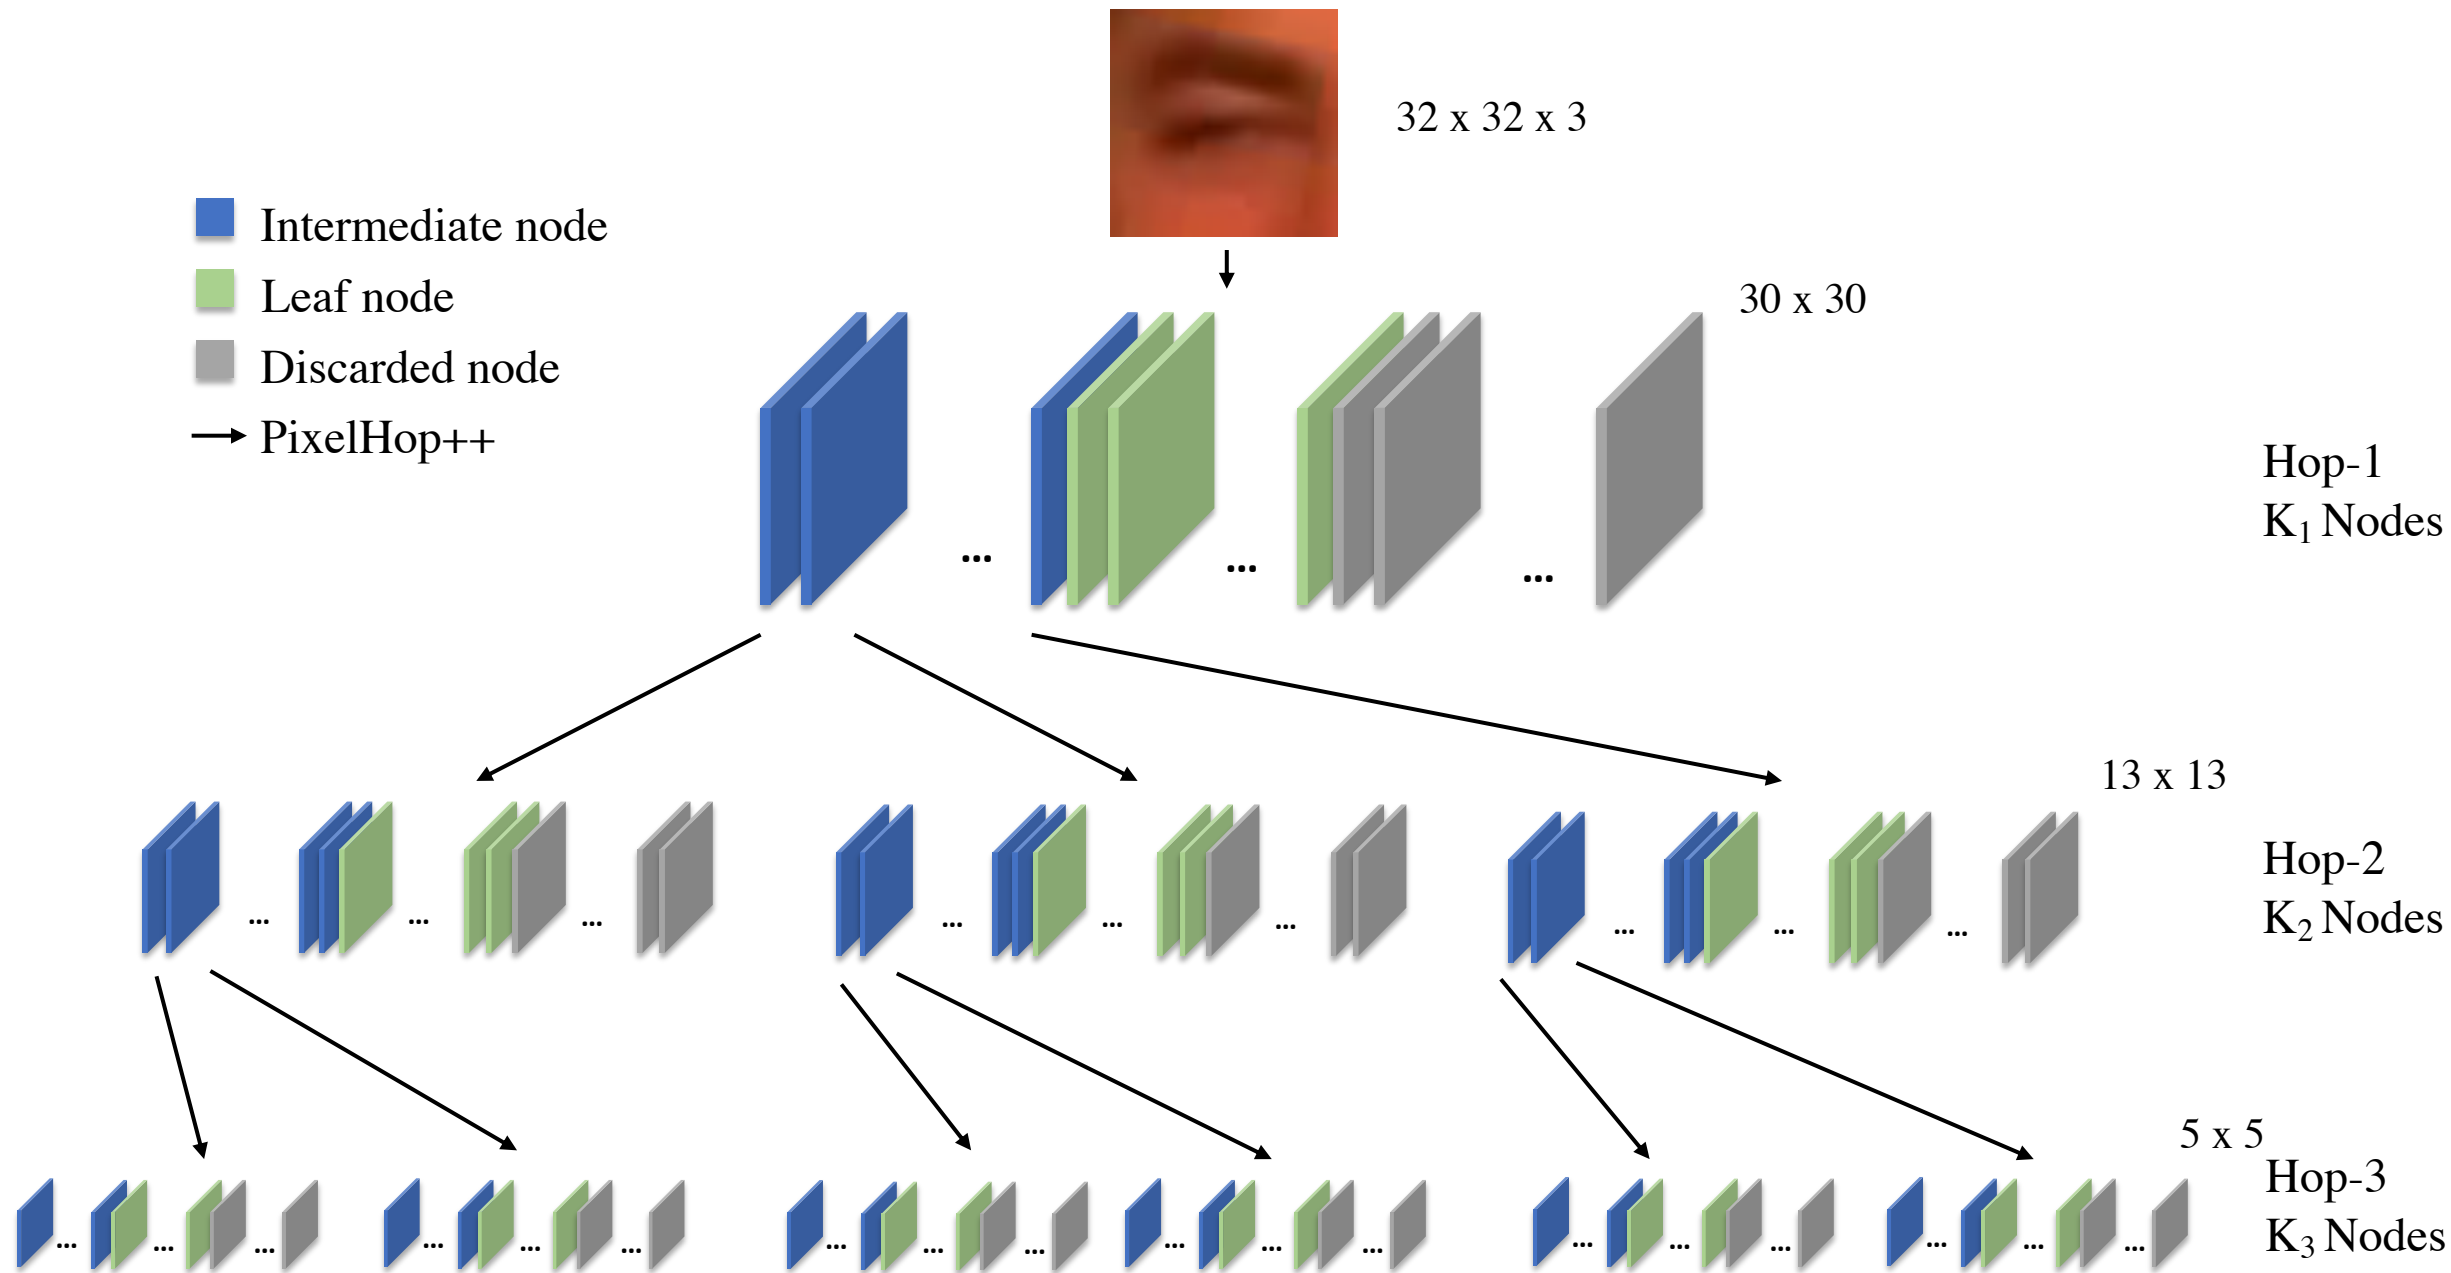 32 x 32 x 3
Intermediate node
Leaf node
Discarded node
PixelHop++
30 x 30
...
...
...
Hop-1
K₁ Nodes
13 x 13
... ... ... ... ... ... ... ... ...
Hop-2
K₂ Nodes
5 x 5
... ... ... ... ... ... ... ... ... ... ... ... ... ... ... ... ... ...
Hop-3
K₃ Nodes